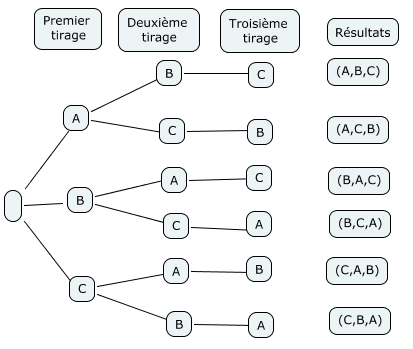 Premier
tirage
Deuxième
tirage
Troisième
tirage
Résultats
B C (A,B,C)
A
C B (A,C,B)
A C (B,A,C)
B
C A (B,C,A)
A B (C,A,B)
C
B A (C,B,A)